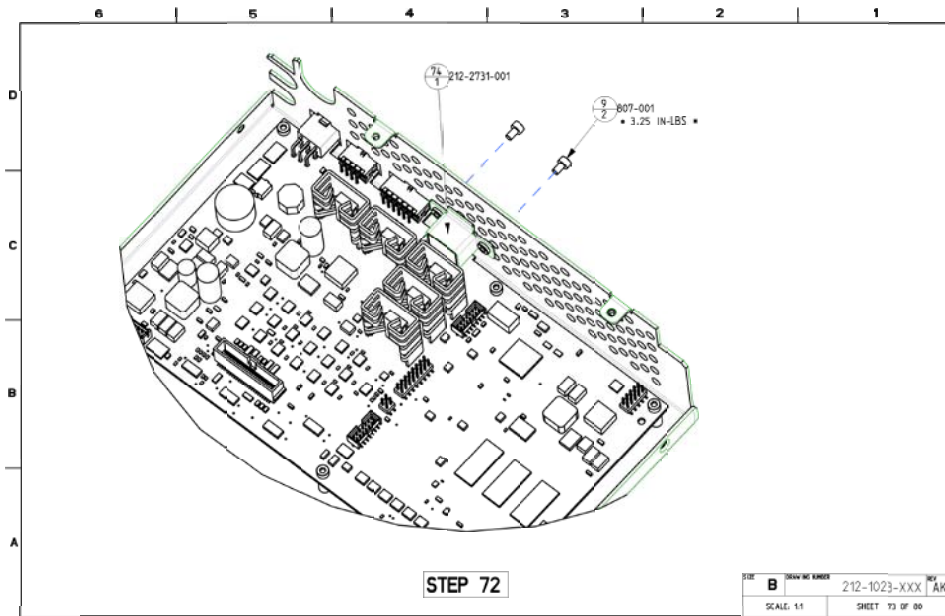 6 5 4 3 2 1
D
74 212-2731-001
1
9 807-001
2 * 3.25 IN-LBS *
C
B
A
STEP 72
SIZE B DRAWING NUMBER 212-1023-XXX REV AK
SCALE: 1:1 SHEET 73 OF 80